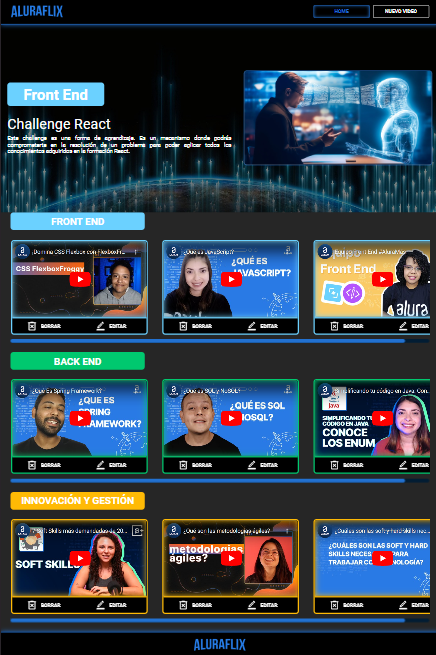 ALURAFLIX
HOME
NUEVO VIDEO
Front End
Challenge React
Este challenge es una forma de aprendizaje. Es un mecanismo donde podrás
comprometerte en la resolución de un problema para poder aplicar todos los
conocimientos adquiridos en la formación React.
FRONT END
Domina CSS Flexbox con FlexboxFr...
CSS FlexboxFroggy
¿Qué es JavaScript?
¿QUÉ ES
JAVASCRIPT?
Equipo Front End #AluraMás...
Front End
alura
BORRAR EDITAR
BORRAR EDITAR
BORRAR EDITAR
BACK END
¿Qué es Spring Framework?
¿QUÉ ES
SPRING
FRAMEWORK?
¿Qué es SQL y NoSQL?
¿QUÉ ES SQL
NOSQL?
Simplificando tu código en Java: Con...
Java
SIMPLIFICANDO TU
CÓDIGO EN JAVA:
CONOCE
LOS ENUM
BORRAR EDITAR
BORRAR EDITAR
BORRAR EDITAR
INNOVACIÓN Y GESTIÓN
Soft Skills más demandadas de 20...
SOFT SKILLS
¿Qué son las metodologías ágiles?
metodologías
ágiles?
¿Cuáles son las soft y hard skills nec...
¿CUÁLES SON LAS SOFT Y HARD
SKILLS NECESARIAS PARA
TRABAJAR CON TECNOLOGÍA?
BORRAR EDITAR
BORRAR EDITAR
BORRAR EDITAR
ALURAFLIX